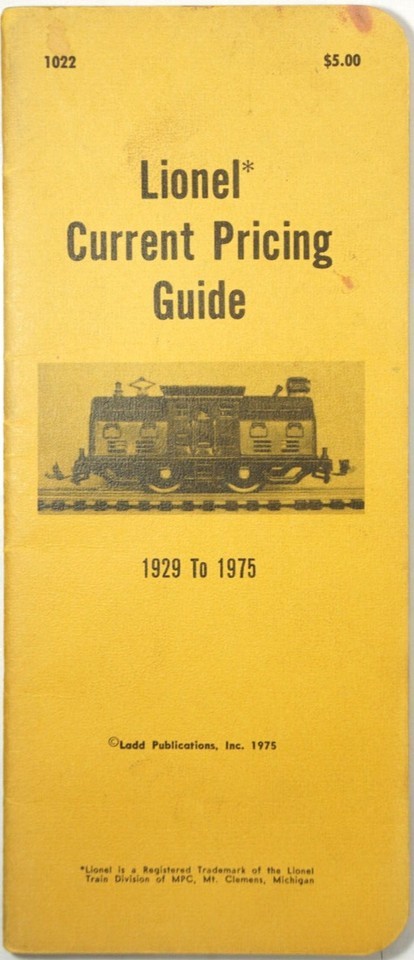 1022 $5.00
Lionel*
Current Pricing
Guide
1929 To 1975
©Ladd Publications, Inc. 1975
*Lionel is a Registered Trademark of the Lionel
Train Division of MPC, Mt. Clemens, Michigan